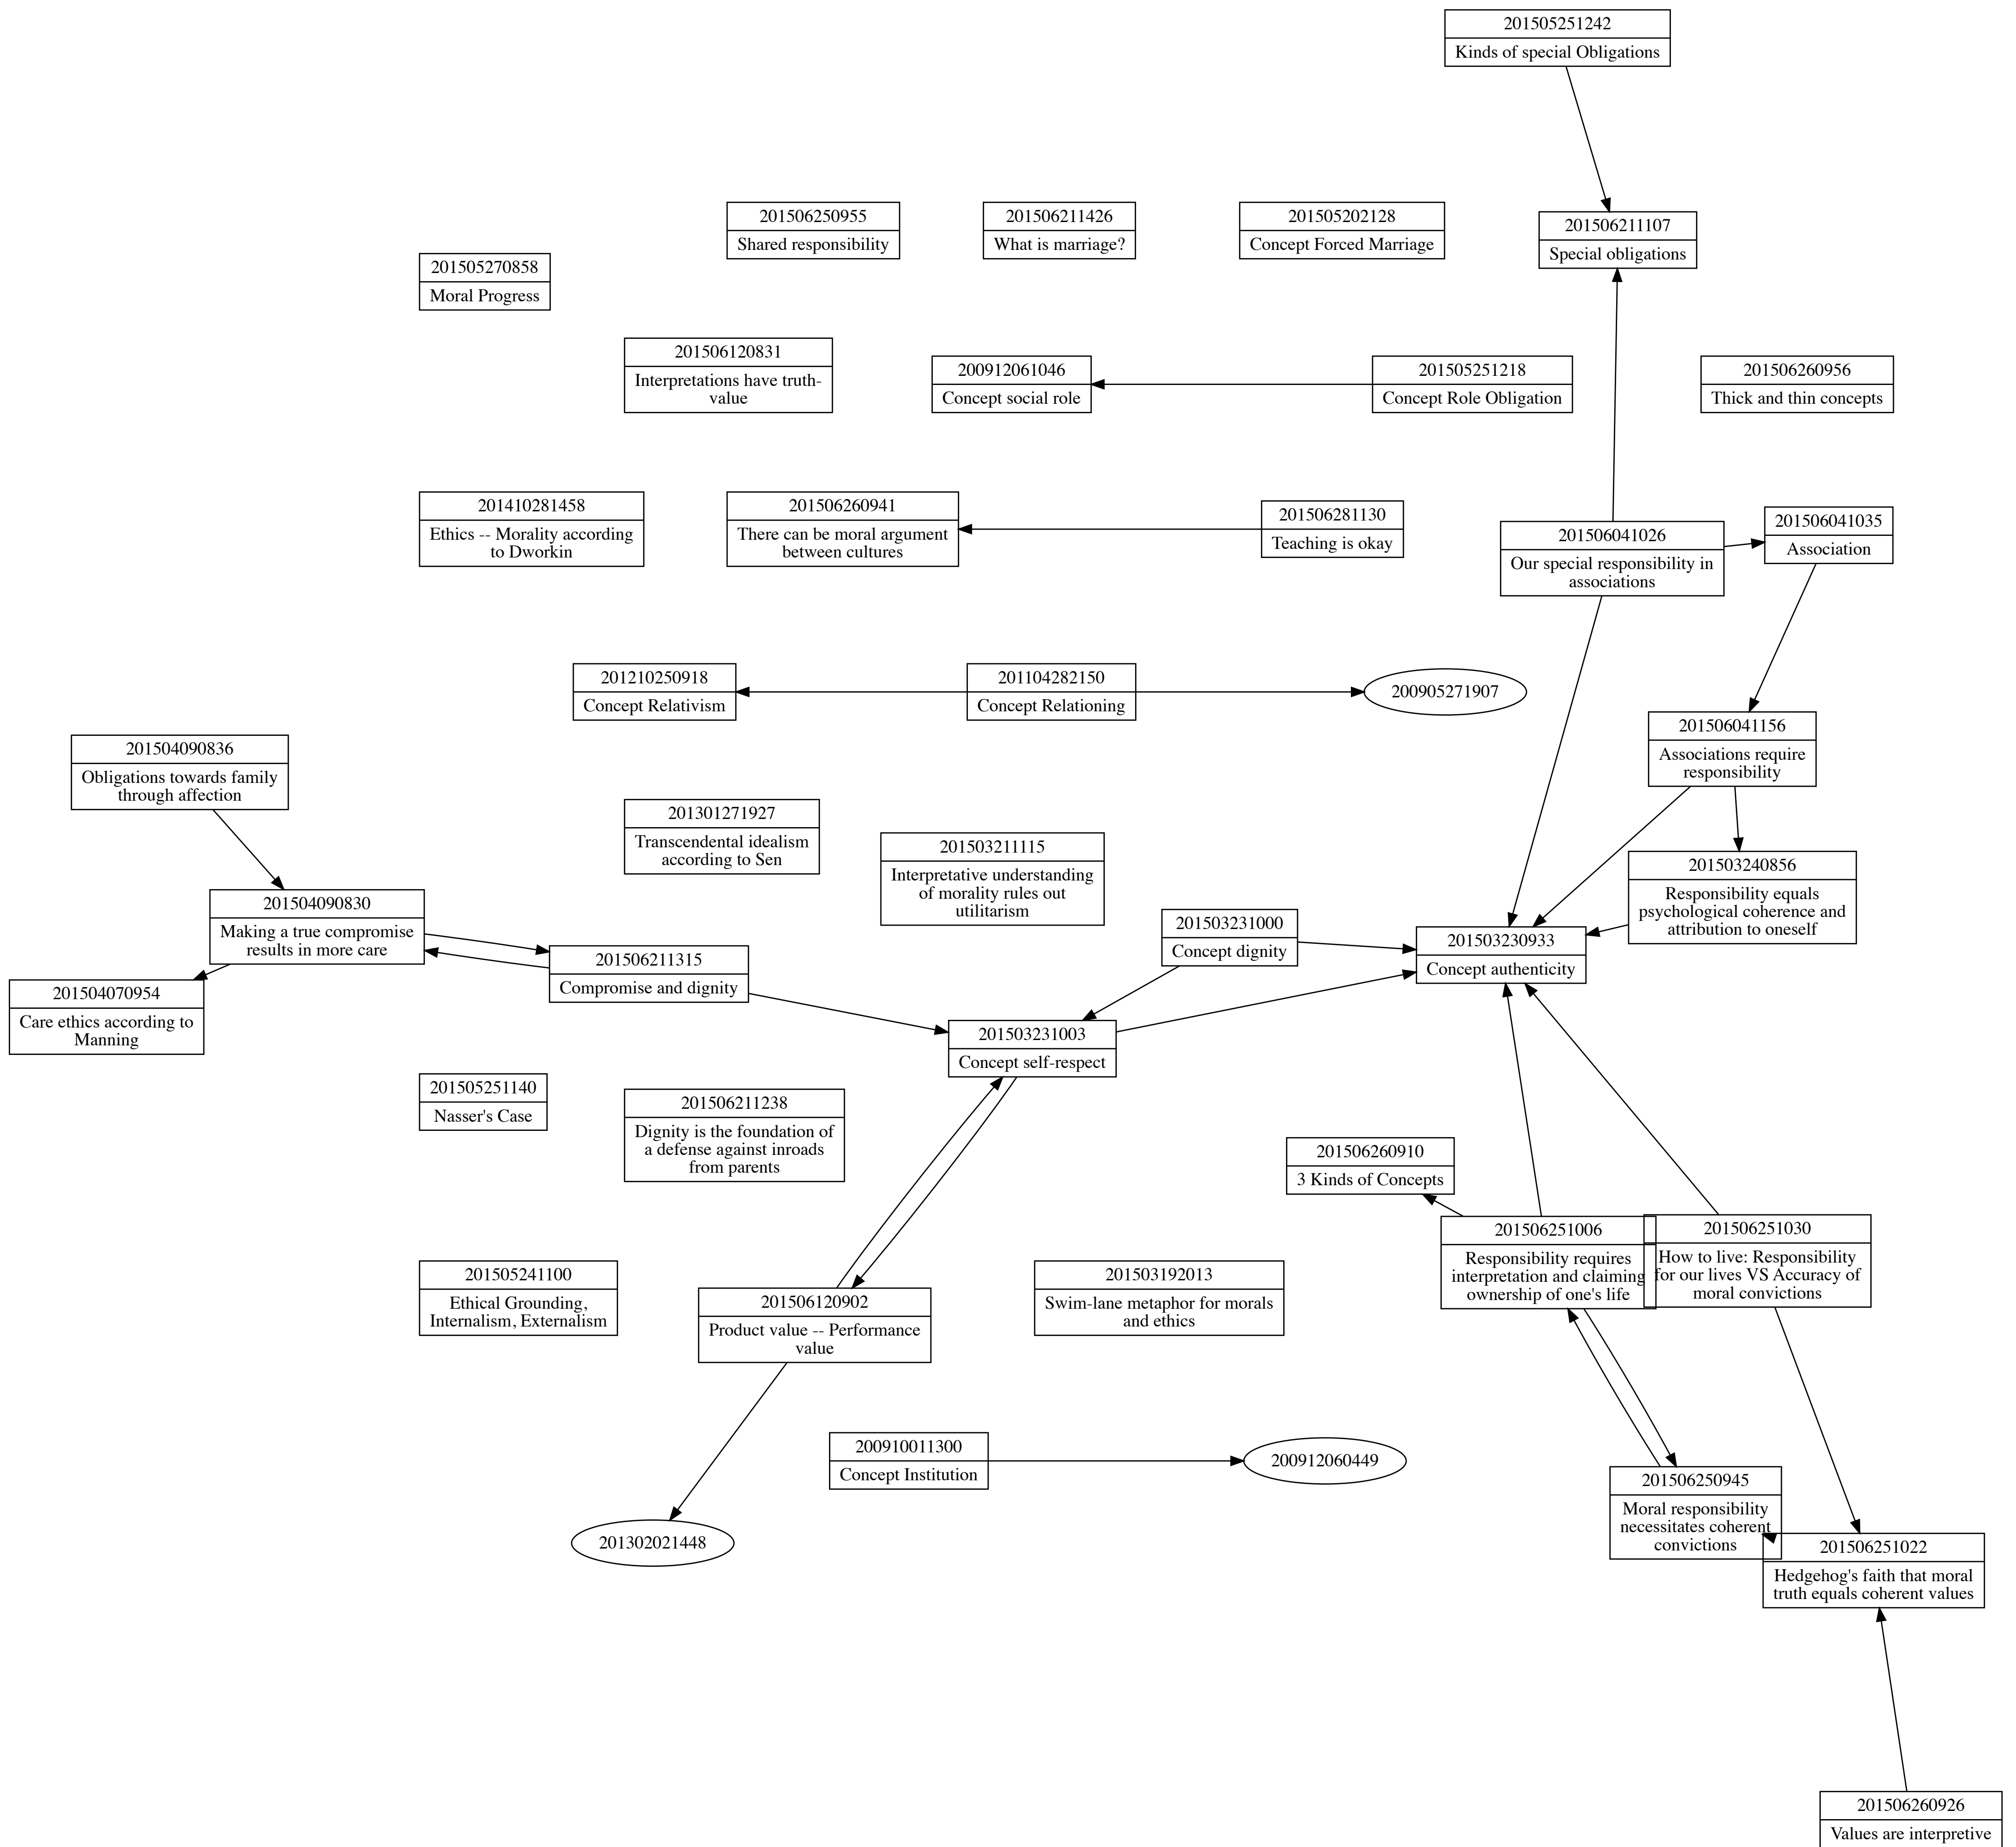 201505251242
Kinds of special Obligations
201506250955
Shared responsibility
201506211426
What is marriage?
201505202128
Concept Forced Marriage
201506211107
Special obligations
201505270858
Moral Progress
201506120831
Interpretations have truth-
value
200912061046
Concept social role
201505251218
Concept Role Obligation
201506260956
Thick and thin concepts
201410281458
Ethics -- Morality according
to Dworkin
201506260941
There can be moral argument
between cultures
201506281130
Teaching is okay
201506041026
Our special responsibility in
associations
201506041035
Association
201210250918
Concept Relativism
201104282150
Concept Relationing
200905271907
201506041156
Associations require
responsibility
201504090836
Obligations towards family
through affection
201301271927
Transcendental idealism
according to Sen
201503211115
Interpretative understanding
of morality rules out
utilitarism
201503240856
Responsibility equals
psychological coherence and
attribution to oneself
201504090830
Making a true compromise
results in more care
201503231000
Concept dignity
201503230933
Concept authenticity
201506211315
Compromise and dignity
201504070954
Care ethics according to
Manning
201503231003
Concept self-respect
201505251140
Nasser's Case
201506211238
Dignity is the foundation of
a defense against inroads
from parents
201506260910
3 Kinds of Concepts
201506251006
Responsibility requires
interpretation and claiming
ownership of one's life
201506251030
How to live: Responsibility
for our lives VS Accuracy of
moral convictions
201505241100
Ethical Grounding,
Internalism, Externalism
201506120902
Product value -- Performance
value
201503192013
Swim-lane metaphor for morals
and ethics
200910011300
Concept Institution
200912060449
201506250945
Moral responsibility
necessitates coherent
convictions
201302021448
201506251022
Hedgehog's faith that moral
truth equals coherent values
201506260926
Values are interpretive